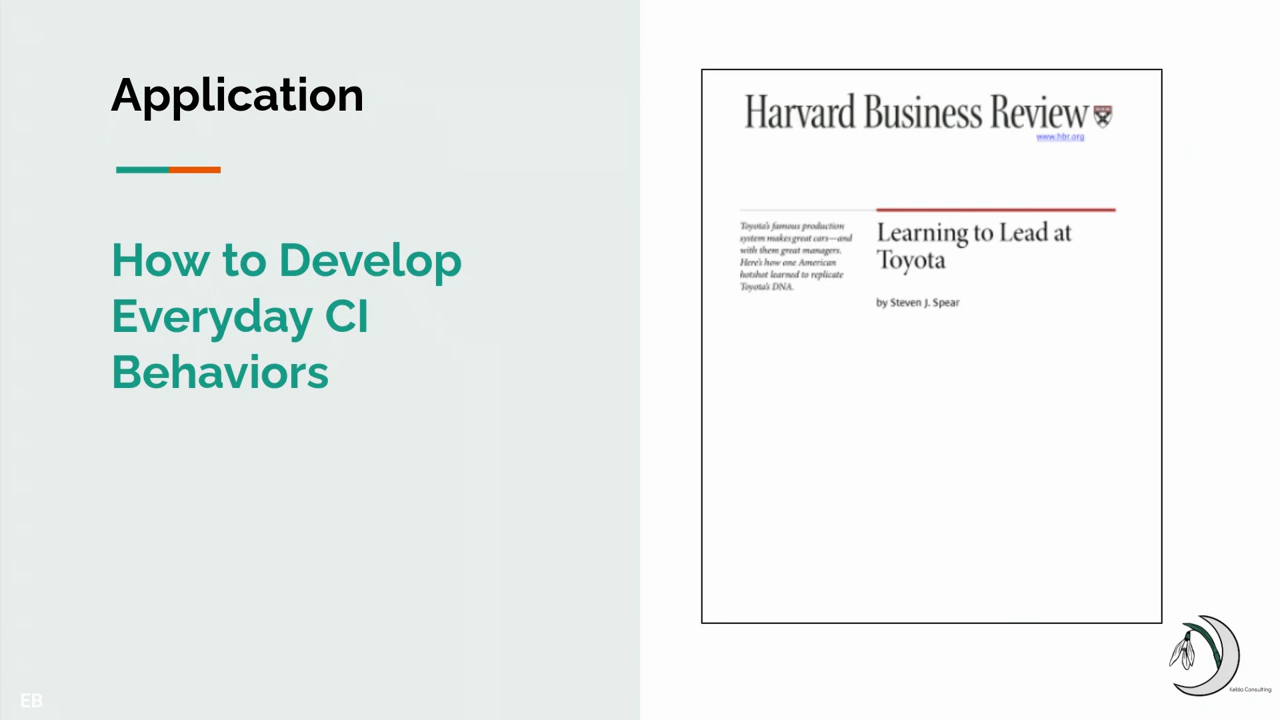 Application
How to Develop
Everyday CI
Behaviors
EB
Harvard Business Review
www.hbr.org
Toyota's famous production
system makes great cars—and
with them great managers.
Here's how one American
hotshot learned to replicate
Toyota's DNA.
Learning to Lead at
Toyota
by Steven J. Spear
Kelda Consulting